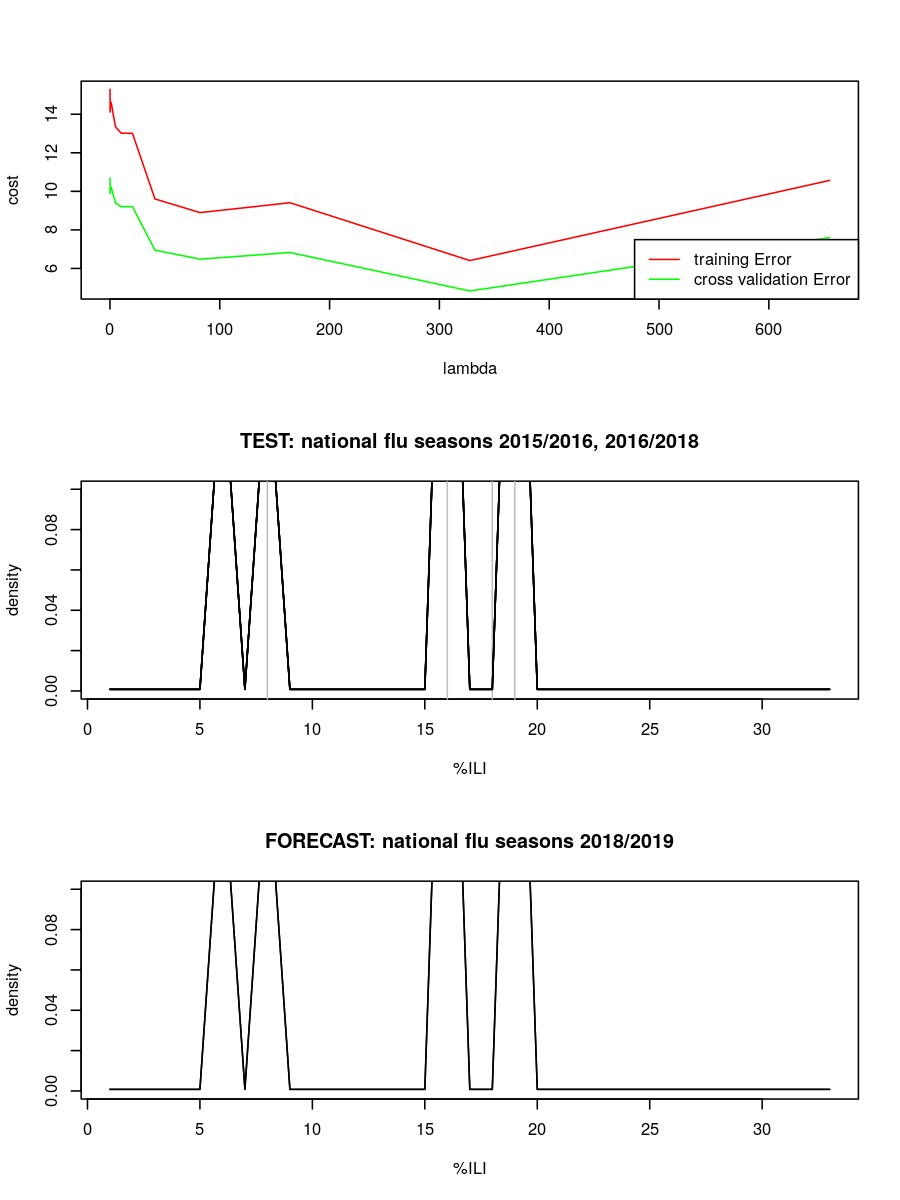 cost
14
12
10
8
6
training Error
cross validation Error
0 100 200 300 400 500 600
lambda
TEST: national flu seasons 2015/2016, 2016/2018
density
0.08
0.04
0.00
0 5 10 15 20 25 30
%ILI
FORECAST: national flu seasons 2018/2019
density
0.08
0.04
0.00
0 5 10 15 20 25 30
%ILI